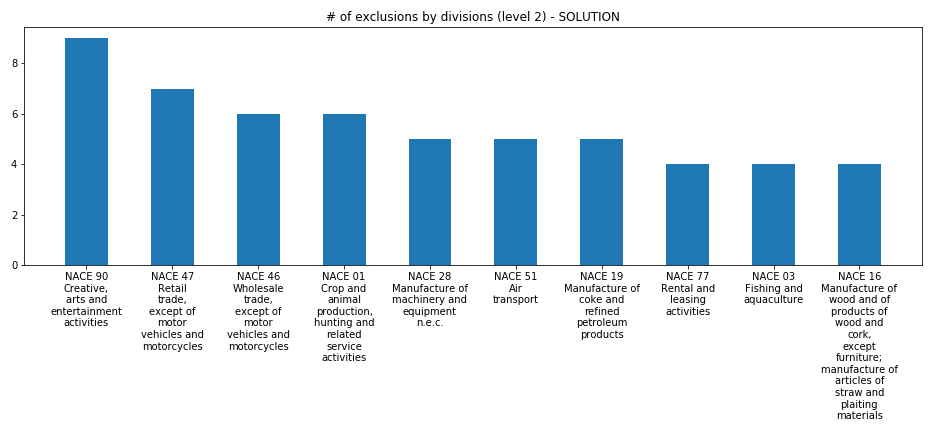 # of exclusions by divisions (level 2) - SOLUTION
8
6
4
2
0
NACE 90
Creative,
arts and
entertainment
activities
NACE 47
Retail
trade,
except of
motor
vehicles and
motorcycles
NACE 46
Wholesale
trade,
except of
motor
vehicles and
motorcycles
NACE 01
Crop and
animal
production,
hunting and
related
service
activities
NACE 28
Manufacture of
machinery and
equipment
n.e.c.
NACE 51
Air
transport
NACE 19
Manufacture of
coke and
refined
petroleum
products
NACE 77
Rental and
leasing
activities
NACE 03
Fishing and
aquaculture
NACE 16
Manufacture of
wood and of
products of
wood and
cork,
except
furniture;
manufacture of
articles of
straw and
plaiting
materials